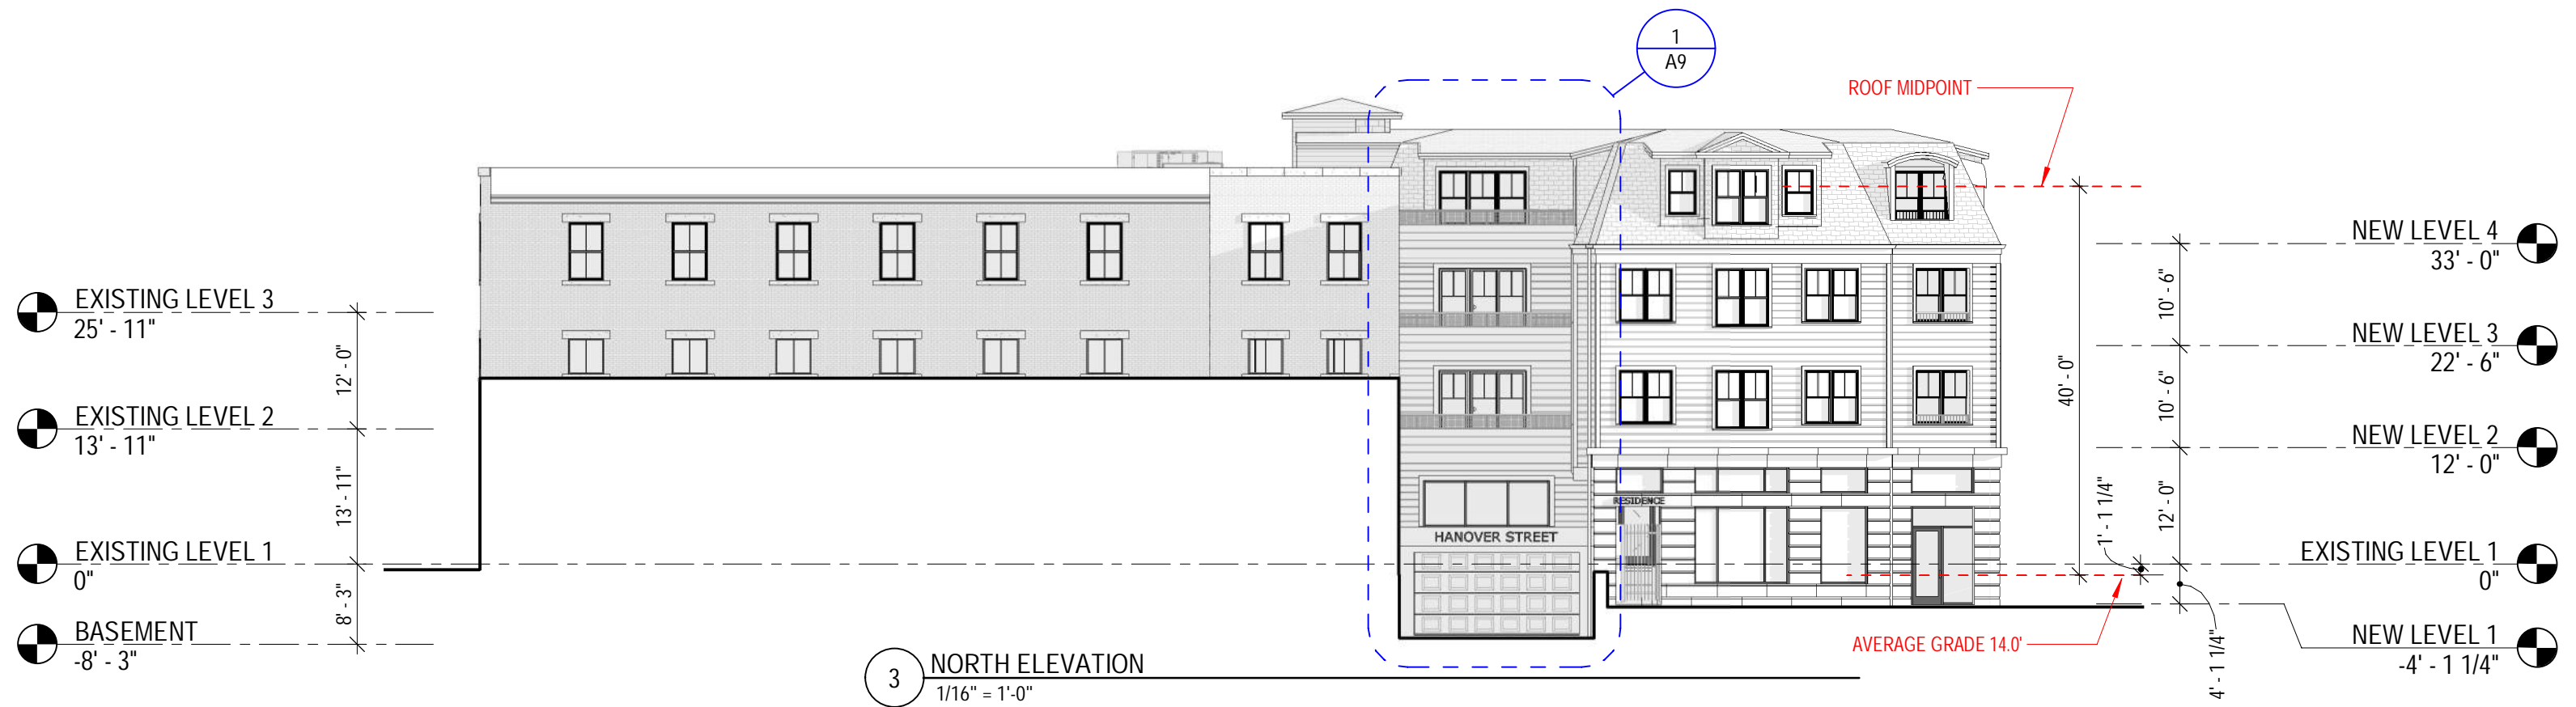 1
A9
ROOF MIDPOINT
NEW LEVEL 4
33' - 0"
EXISTING LEVEL 3
25' - 11"
10' - 6"
NEW LEVEL 3
22' - 6"
12' - 0"
40' - 0"
10' - 6"
EXISTING LEVEL 2
13' - 11"
NEW LEVEL 2
12' - 0"
13' - 11"
RESIDENCE
1' - 1 1/4"
12' - 0"
HANOVER STREET
EXISTING LEVEL 1
0"
EXISTING LEVEL 1
0"
8' - 3"
BASEMENT
-8' - 3"
AVERAGE GRADE 14.0'
4' - 1 1/4"
NEW LEVEL 1
-4' - 1 1/4"
3
NORTH ELEVATION
1/16" = 1'-0"